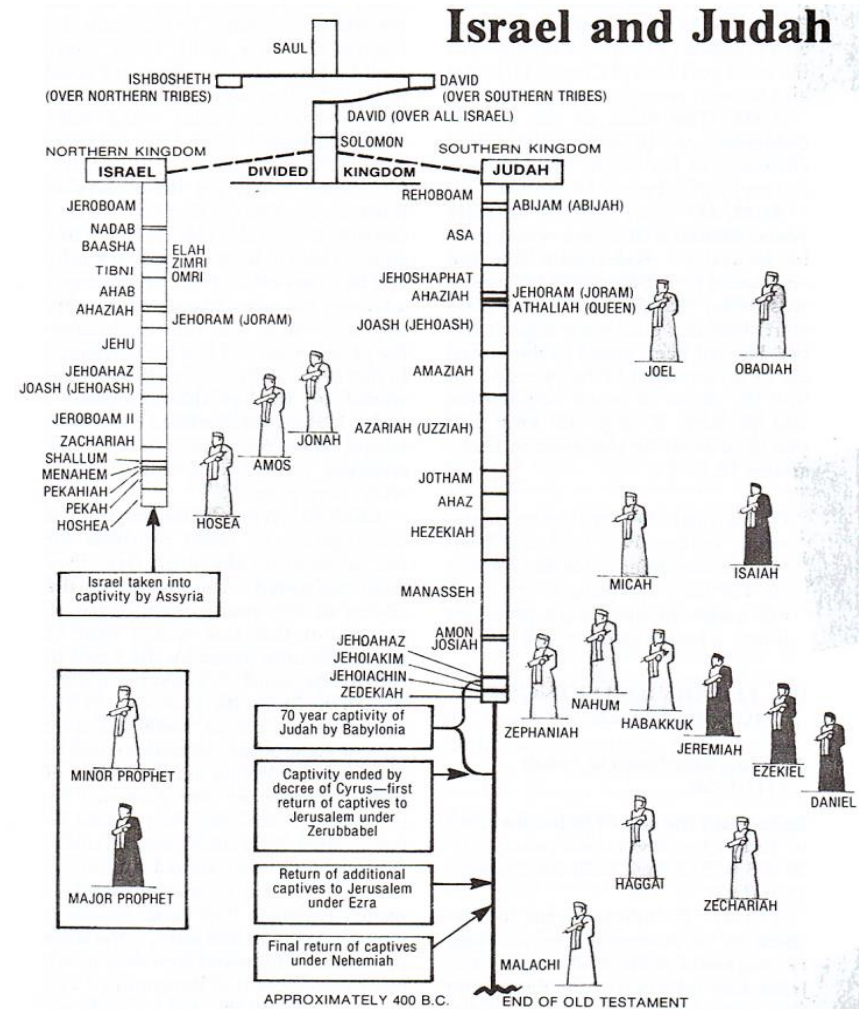 Israel and Judah
SAUL
ISHBOSHETH
(OVER NORTHERN TRIBES)
DAVID
(OVER SOUTHERN TRIBES)
DAVID (OVER ALL ISRAEL)
SOLOMON
NORTHERN KINGDOM
ISRAEL
DIVIDED KINGDOM
SOUTHERN KINGDOM
JUDAH
JEROBOAM
NADAB
BAASHA
ELAH
ZIMRI
TIBNI
OMRI
AHAB
AHAZIAH
JEHORAM (JORAM)
JEHU
JEHOAHAZ
JOASH (JEHOASH)
JEROBOAM II
ZACHARIAH
SHALLUM
MENAHEM
PEKAHIAH
PEKAH
HOSHEA
JONAH
AMOS
HOSEA
Israel taken into
captivity by Assyria
REHOBOAM
ABIJAM (ABIJAH)
ASA
JEHOSHAPHAT
AHAZIAH
JEHORAM (JORAM)
ATHALIAH (QUEEN)
JOASH (JEHOASH)
AMAZIAH
AZARIAH (UZZIAH)
JOTHAM
AHAZ
HEZEKIAH
MANASSEH
AMON
JOSIAH
JEHOAHAZ
JEHOIAKIM
JEHOIACHIN
ZEDEKIAH
JOEL
OBADIAH
MICAH
ISAIAH
ZEPHANIAH
NAHUM
HABAKKUK
JEREMIAH
EZEKIEL
DANIEL
HAGGAI
ZECHARIAH
MALACHI
MINOR PROPHET
MAJOR PROPHET
70 year captivity of
Judah by Babylonia
Captivity ended by
decree of Cyrus—first
return of captives to
Jerusalem under
Zerubbabel
Return of additional
captives to Jerusalem
under Ezra
Final return of captives
under Nehemiah
APPROXIMATELY 400 B.C.
END OF OLD TESTAMENT